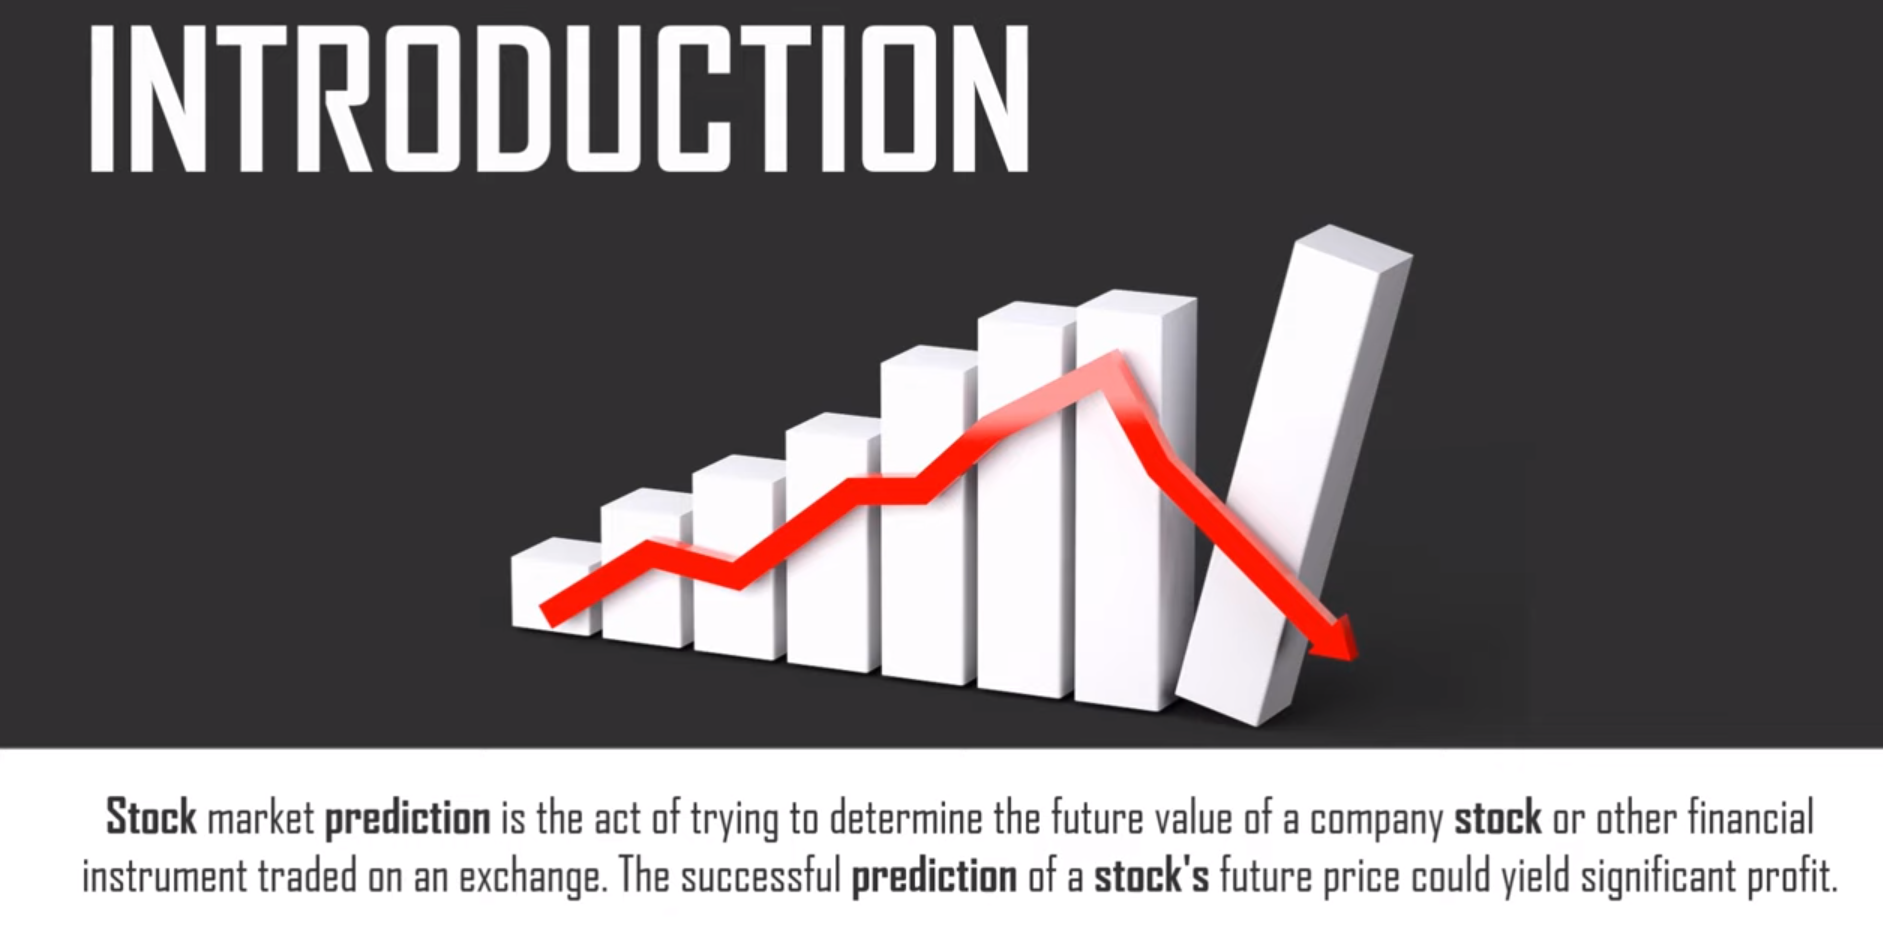 INTRODUCTION
Stock market prediction is the act of trying to determine the future value of a company stock or other financial
instrument traded on an exchange. The successful prediction of a stock's future price could yield significant profit.